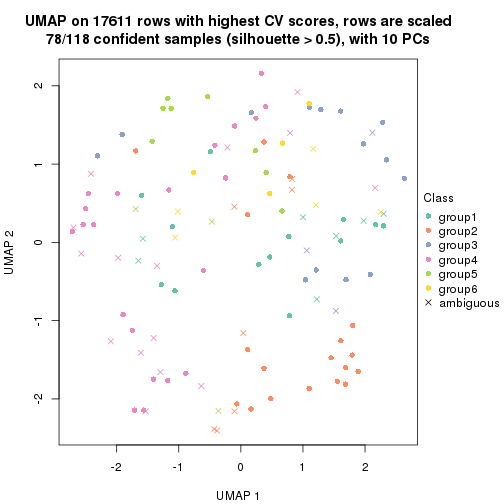 UMAP on 17611 rows with highest CV scores, rows are scaled
78/118 confident samples (silhouette > 0.5), with 10 PCs
2
1
0
-1
-2
UMAP 2
-2
-1
0
1
2
UMAP 1
Class
group1
group2
group3
group4
group5
group6
ambiguous